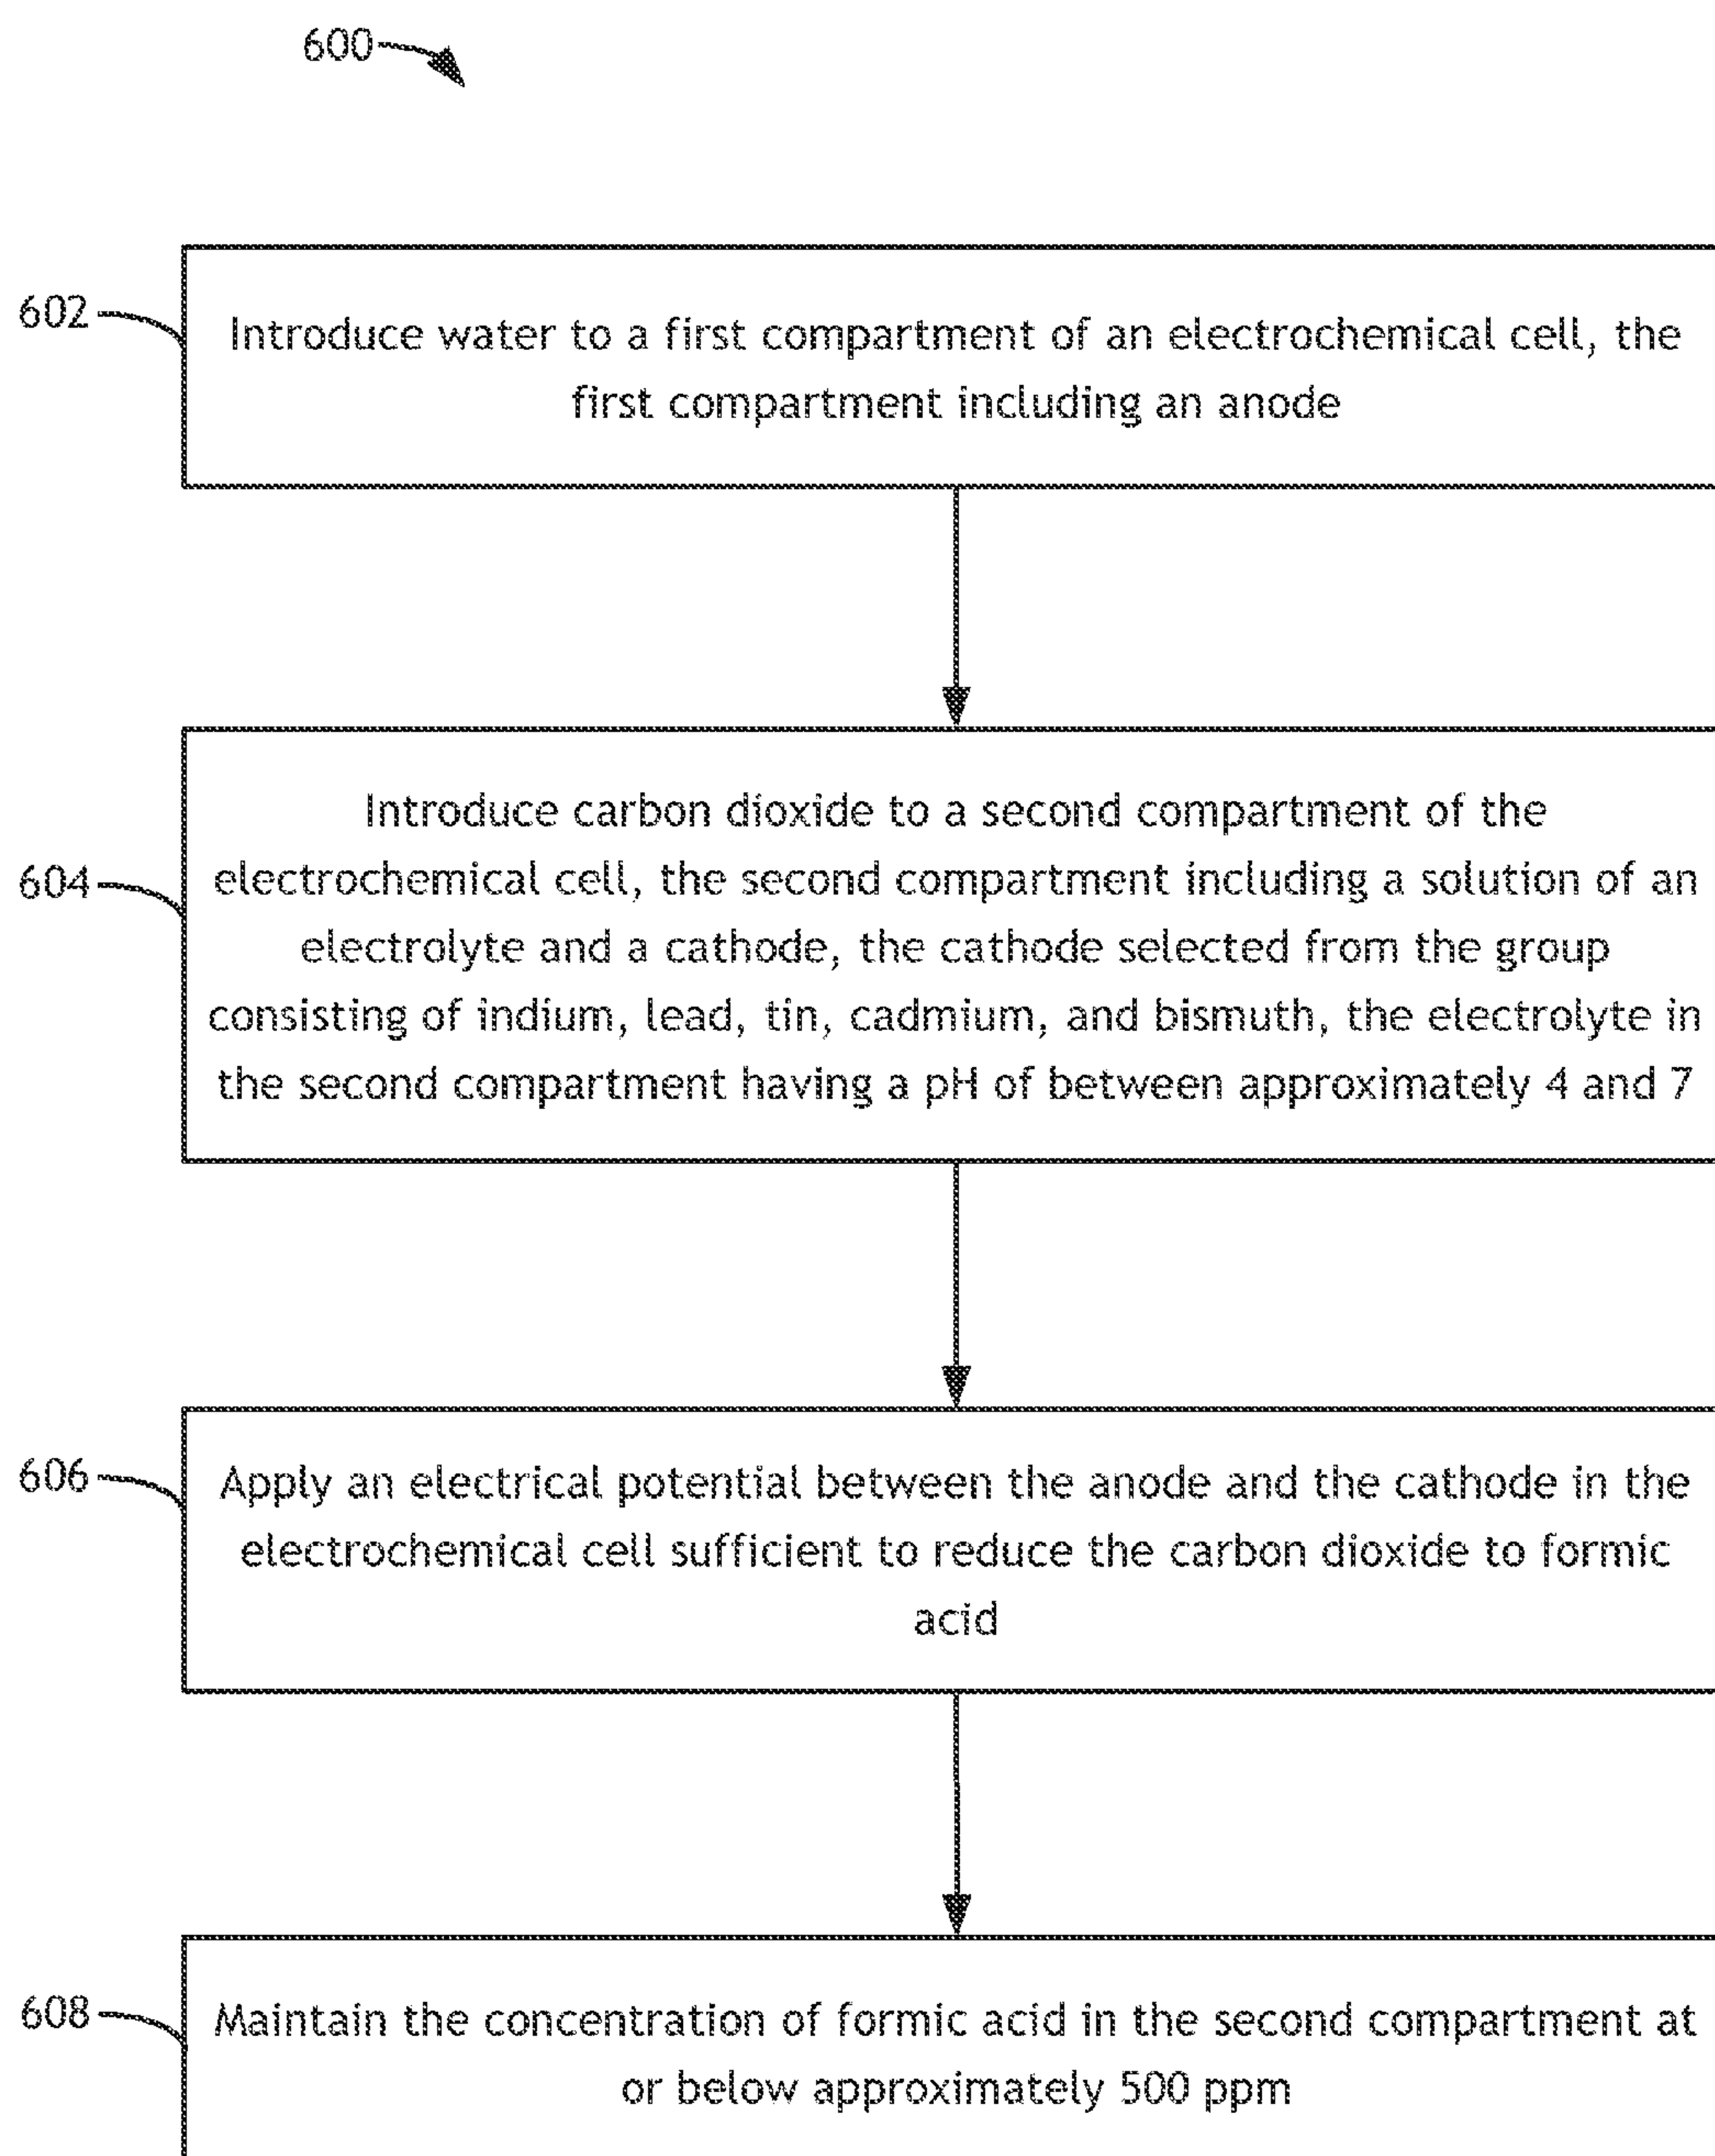 600
602
Introduce water to a first compartment of an electrochemical cell, the
first compartment including an anode
604
Introduce carbon dioxide to a second compartment of the
electrochemical cell, the second compartment including a solution of an
electrolyte and a cathode, the cathode selected from the group
consisting of indium, lead, tin, cadmium, and bismuth, the electrolyte in
the second compartment having a pH of between approximately 4 and 7
606
Apply an electrical potential between the anode and the cathode in the
electrochemical cell sufficient to reduce the carbon dioxide to formic
acid
608
Maintain the concentration of formic acid in the second compartment at
or below approximately 500 ppm